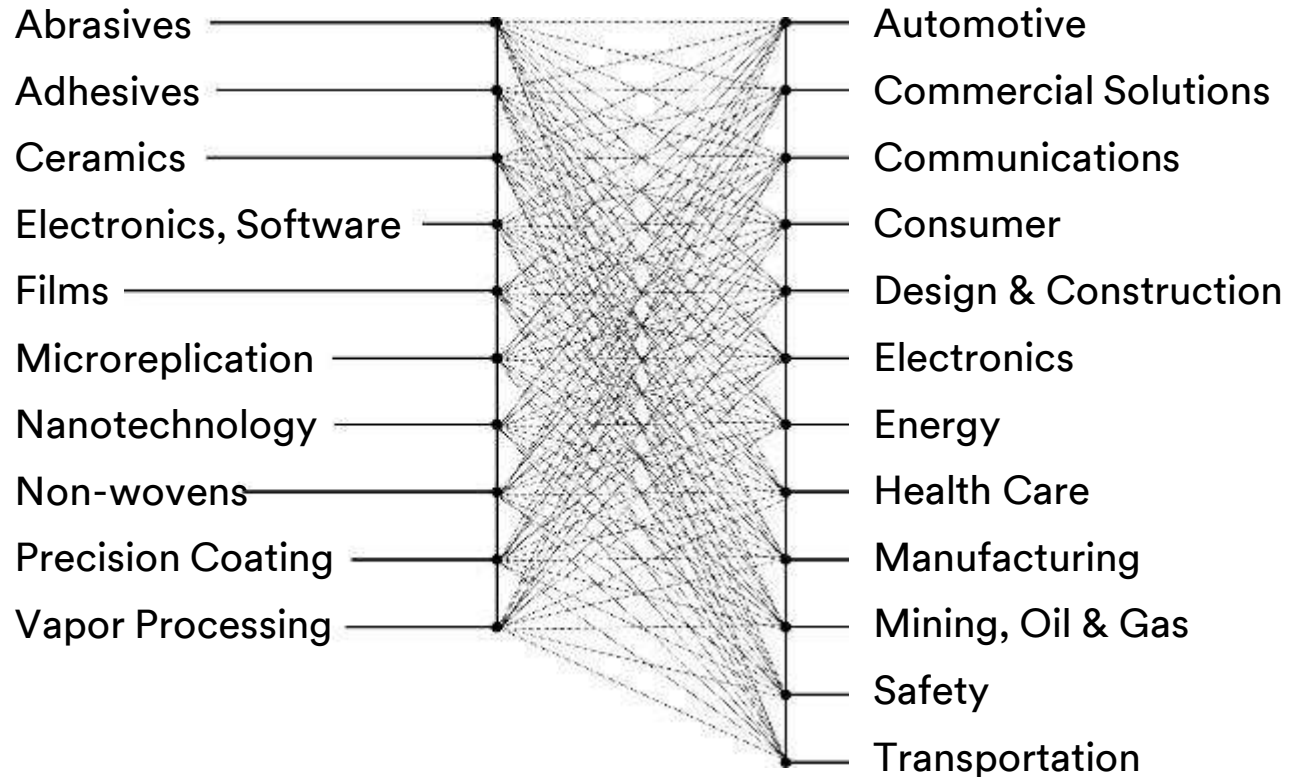 Abrasives
Adhesives
Ceramics
Electronics, Software
Films
Microreplication
Nanotechnology
Non-wovens
Precision Coating
Vapor Processing
Automotive
Commercial Solutions
Communications
Consumer
Design & Construction
Electronics
Energy
Health Care
Manufacturing
Mining, Oil & Gas
Safety
Transportation